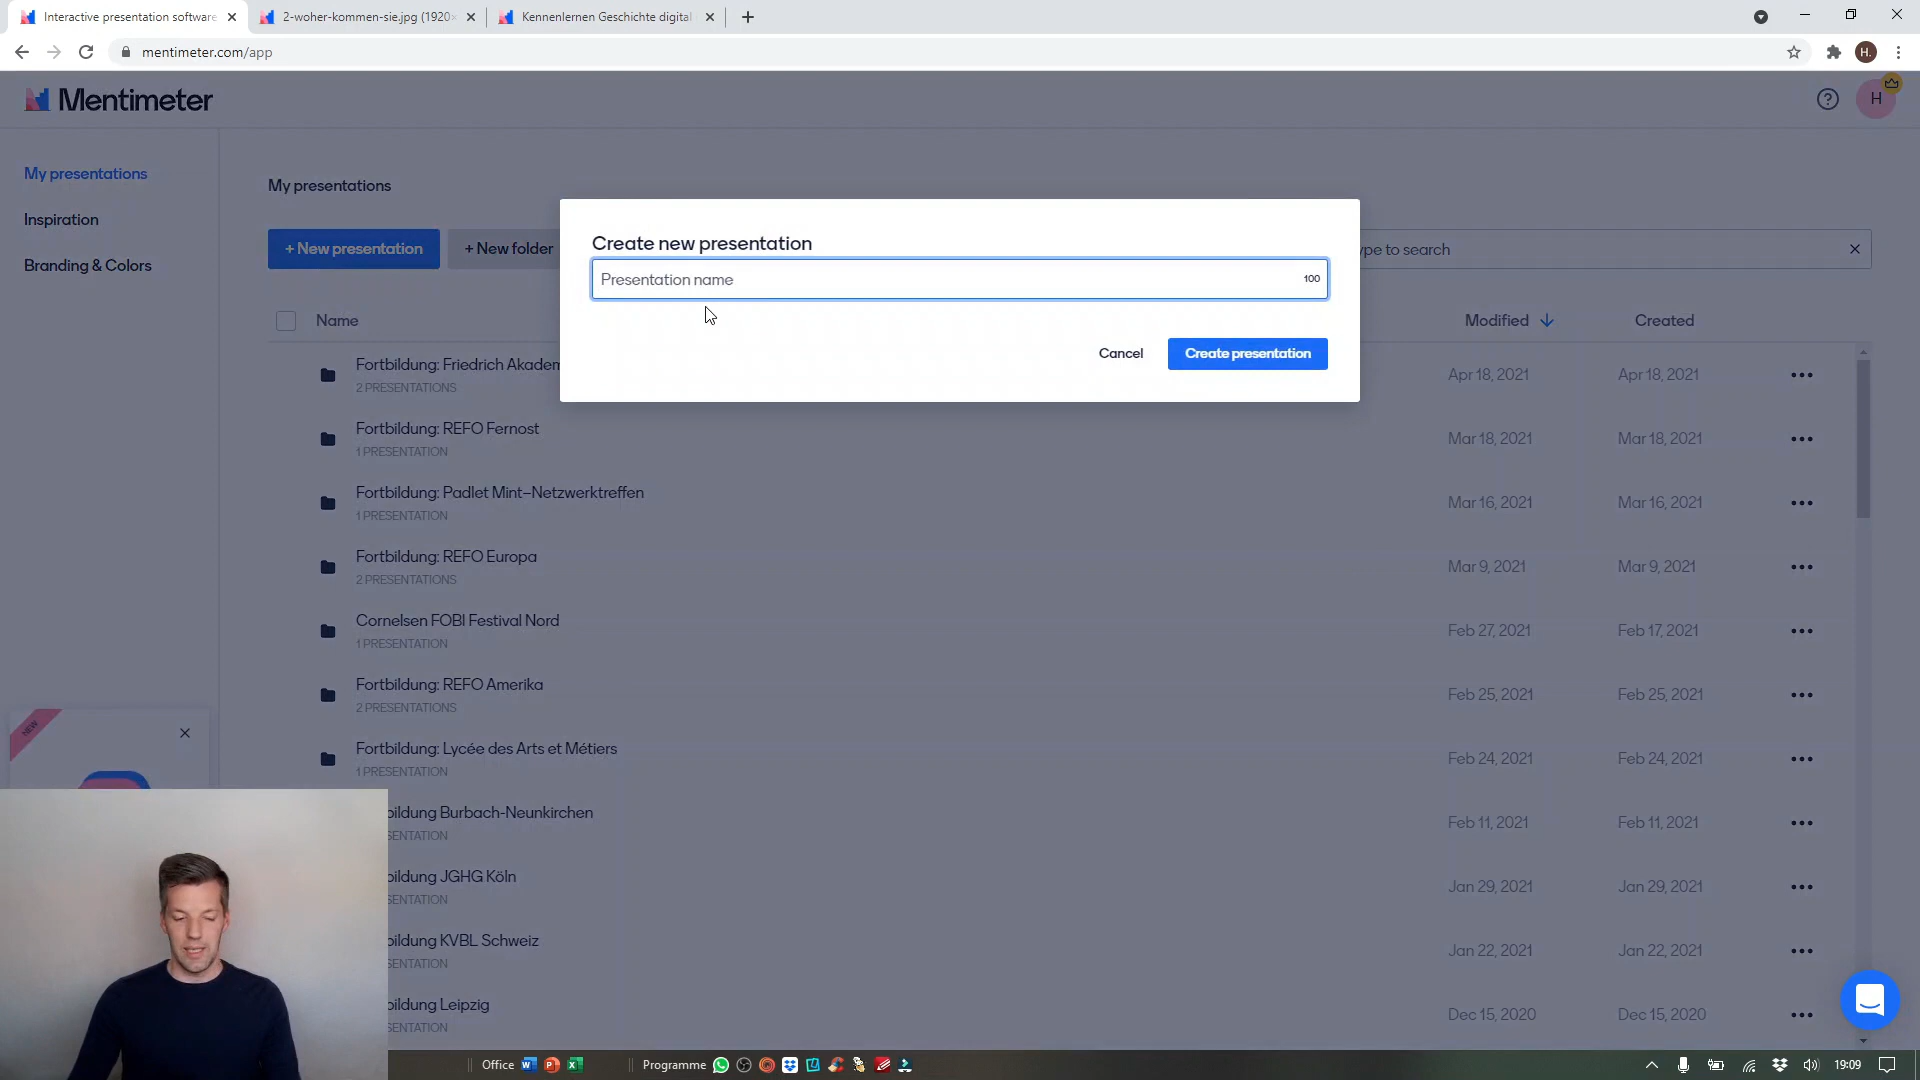 Interactive presentation software
2-woher-kommen-sie.jpg (1920×
Kennenlernen Geschichte digital
mentimeter.com/app
H.
Mentimeter
H
My presentations
Inspiration
Branding & Colors
My presentations
+ New presentation
+ New folder
ype to search
Create new presentation
Presentation name
100
Cancel
Create presentation
Name
Modified
Created
Fortbildung: Friedrich Akadem
2 PRESENTATIONS
Apr 18, 2021
Apr 18, 2021
Fortbildung: REFO Fernost
1 PRESENTATION
Mar 18, 2021
Mar 18, 2021
Fortbildung: Padlet Mint–Netzwerktreffen
1 PRESENTATION
Mar 16, 2021
Mar 16, 2021
Fortbildung: REFO Europa
2 PRESENTATIONS
Mar 9, 2021
Mar 9, 2021
Cornelsen FOBI Festival Nord
1 PRESENTATION
Feb 27, 2021
Feb 17, 2021
Fortbildung: REFO Amerika
2 PRESENTATIONS
Feb 25, 2021
Feb 25, 2021
Fortbildung: Lycée des Arts et Métiers
1 PRESENTATION
Feb 24, 2021
Feb 24, 2021
NEW
bildung Burbach-Neunkirchen
SENTATION
Feb 11, 2021
Feb 11, 2021
bildung JGHG Köln
SENTATION
Jan 29, 2021
Jan 29, 2021
bildung KVBL Schweiz
SENTATION
Jan 22, 2021
Jan 22, 2021
bildung Leipzig
SENTATION
Dec 15, 2020
Dec 15, 2020
Office
Programme
19:09